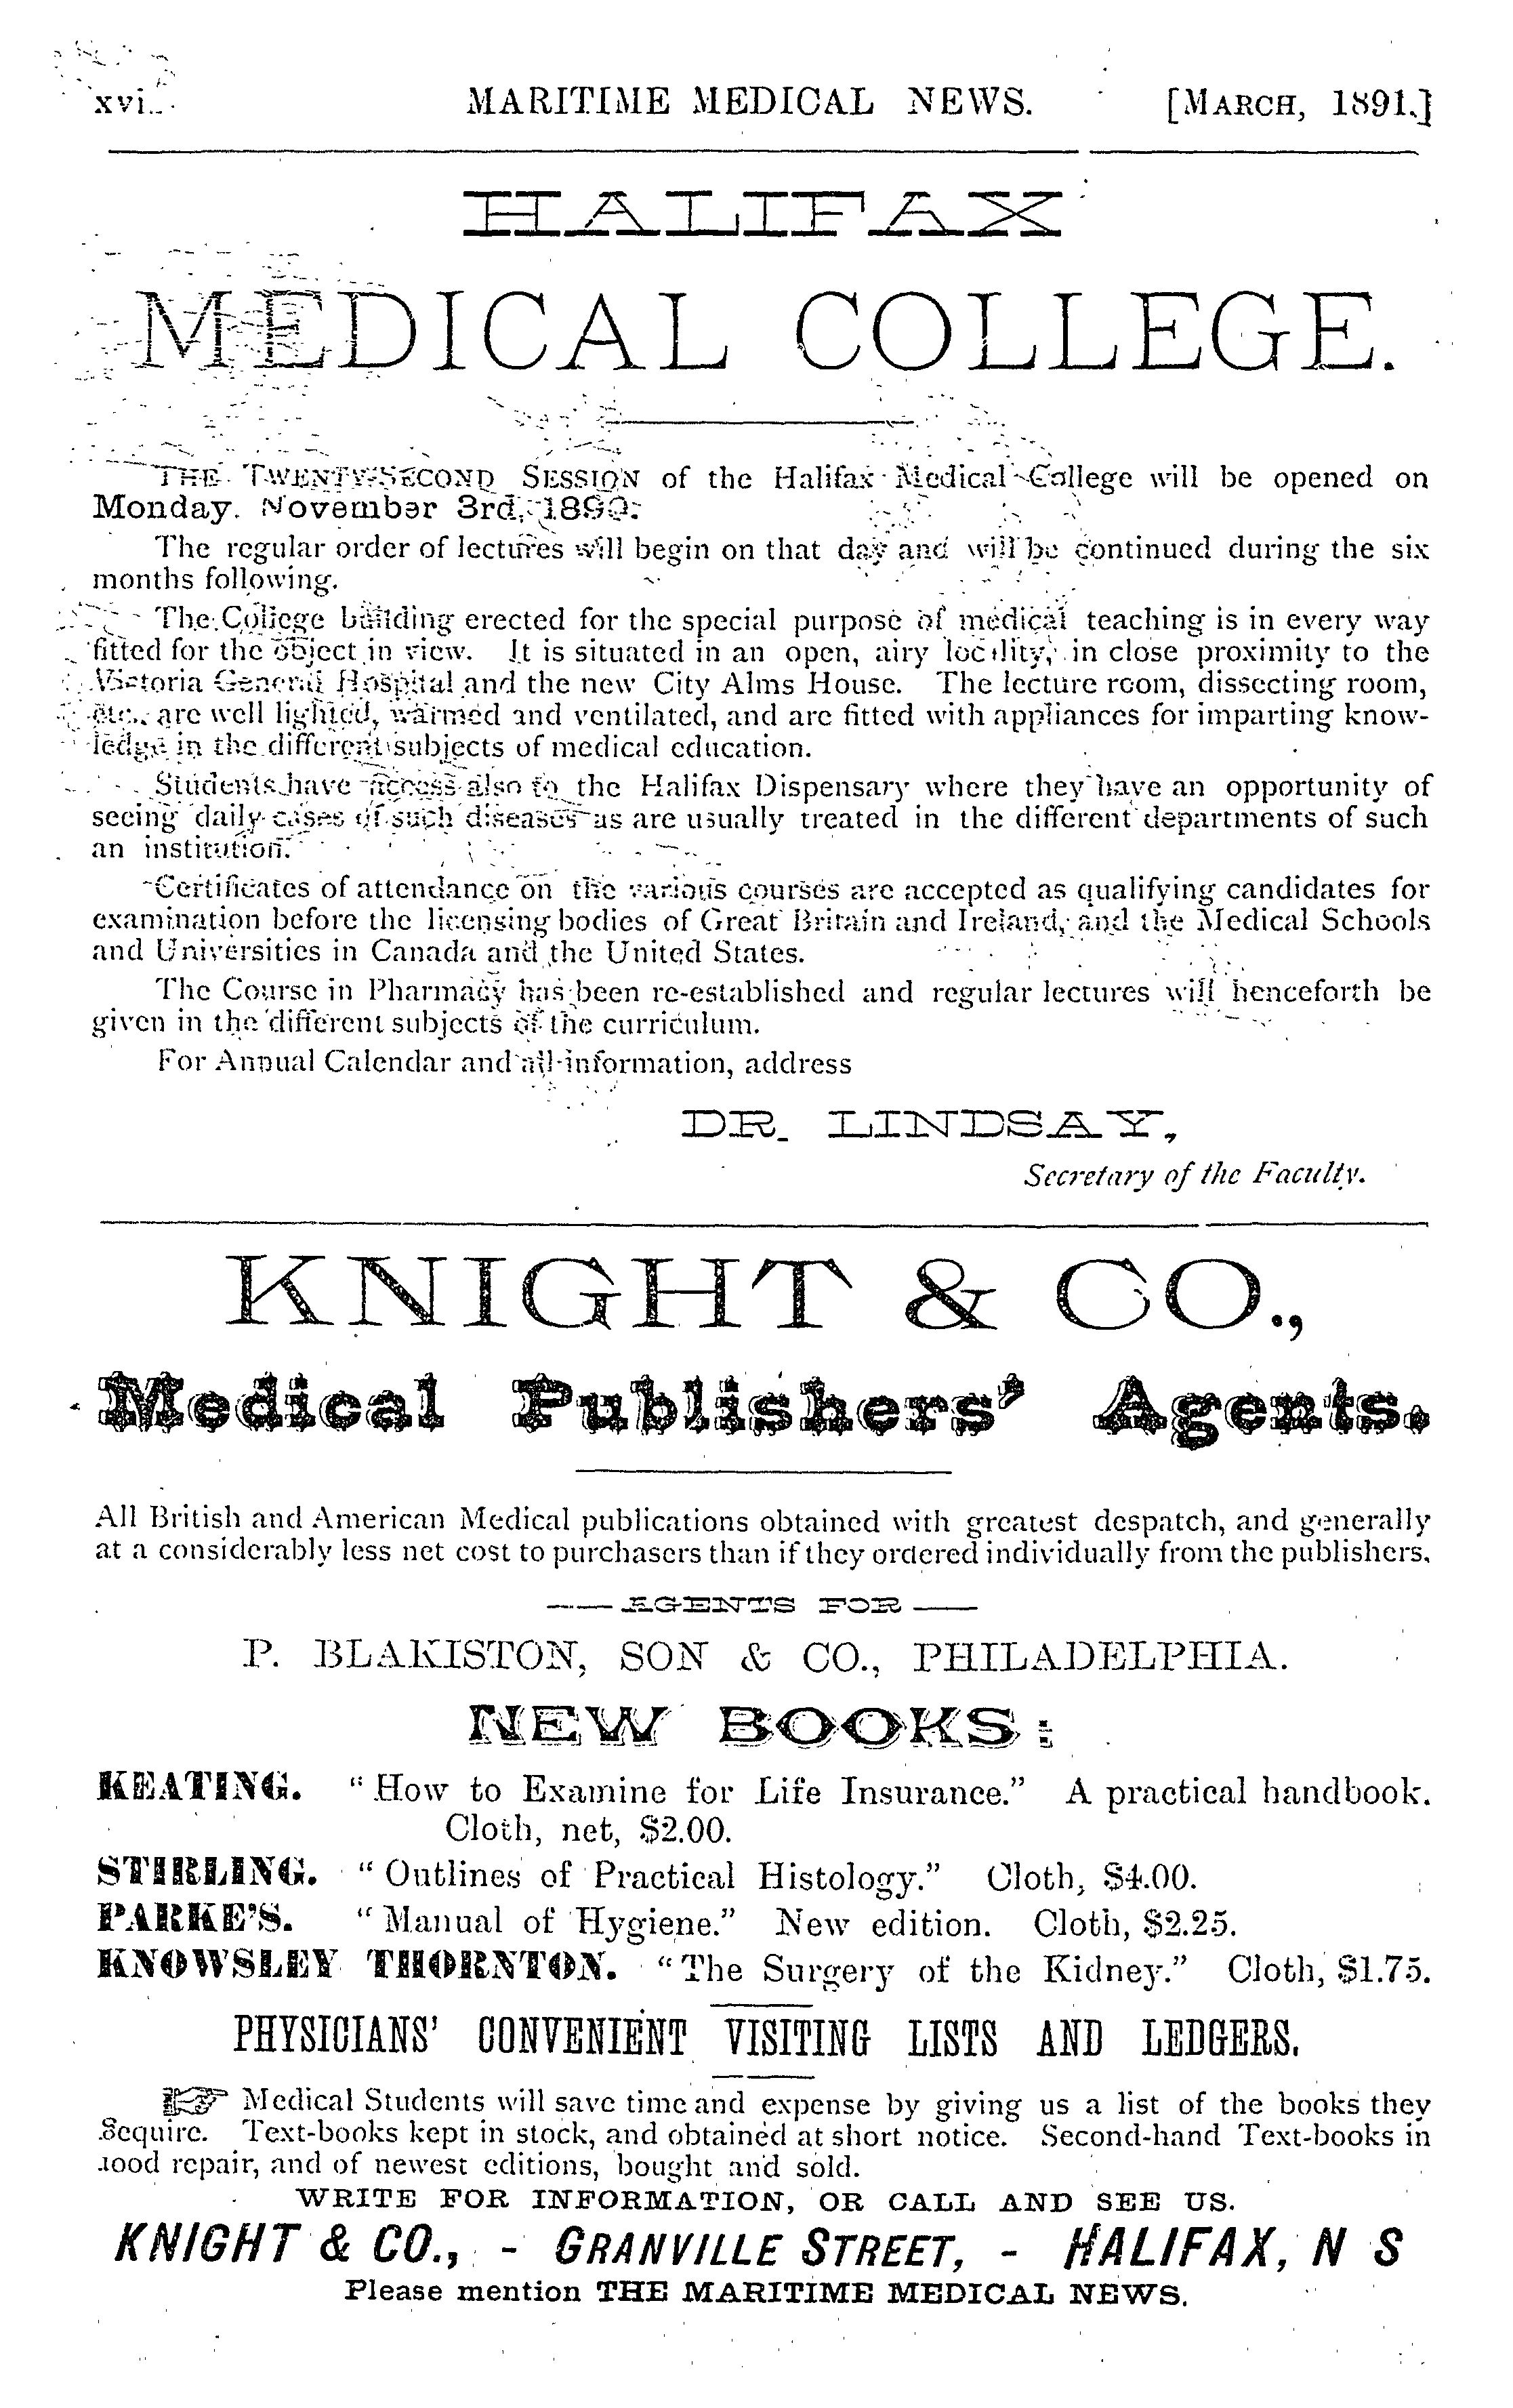 xvi.
MARITIME MEDICAL NEWS.
[MARCH, 1891.]
HALIFAX
MEDICAL COLLEGE.
THE TWENTY-SECOND SESSION of the Halifax Medical College will be opened on
Monday. November 3rd, 1890.
The regular order of lectures will begin on that day and will be continued during the six
months following.
The College building erected for the special purpose of medical teaching is in every way
fitted for the object in view. It is situated in an open, airy locality, in close proximity to the
Victoria General Hospital and the new City Alms House. The lecture room, dissecting room,
etc., are well lighted, warmed and ventilated, and are fitted with appliances for imparting know-
ledge in the different subjects of medical education.
Students have access also to the Halifax Dispensary where they have an opportunity of
seeing daily cases of such diseases as are usually treated in the different departments of such
an institution.
Certificates of attendance on the various courses are accepted as qualifying candidates for
examination before the licensing bodies of Great Britain and Ireland, and the Medical Schools
and Universities in Canada and the United States.
The Course in Pharmacy has been re-established and regular lectures will henceforth be
given in the different subjects of the curriculum.
For Annual Calendar and all information, address
DR. LINDSAY,
Secretary of the Faculty.
KNIGHT & CO.,
Medical Publishers' Agents.
All British and American Medical publications obtained with greatest despatch, and generally
at a considerably less net cost to purchasers than if they ordered individually from the publishers.
—— AGENTS FOR ——
P. BLAKISTON, SON & CO., PHILADELPHIA.
NEW BOOKS:
KEATING. "How to Examine for Life Insurance." A practical handbook.
Cloth, net, $2.00.
STIRLING. "Outlines of Practical Histology." Cloth, $4.00.
PARKE'S. "Manual of Hygiene." New edition. Cloth, $2.25.
KNOWSLEY THORNTON. "The Surgery of the Kidney." Cloth, $1.75.
PHYSICIANS' CONVENIENT VISITING LISTS AND LEDGERS.
☞ Medical Students will save time and expense by giving us a list of the books they
equire. Text-books kept in stock, and obtained at short notice. Second-hand Text-books in
ood repair, and of newest editions, bought and sold.
WRITE FOR INFORMATION, OR CALL AND SEE US.
KNIGHT & CO., - GRANVILLE STREET, - HALIFAX, N S
Please mention THE MARITIME MEDICAL NEWS.